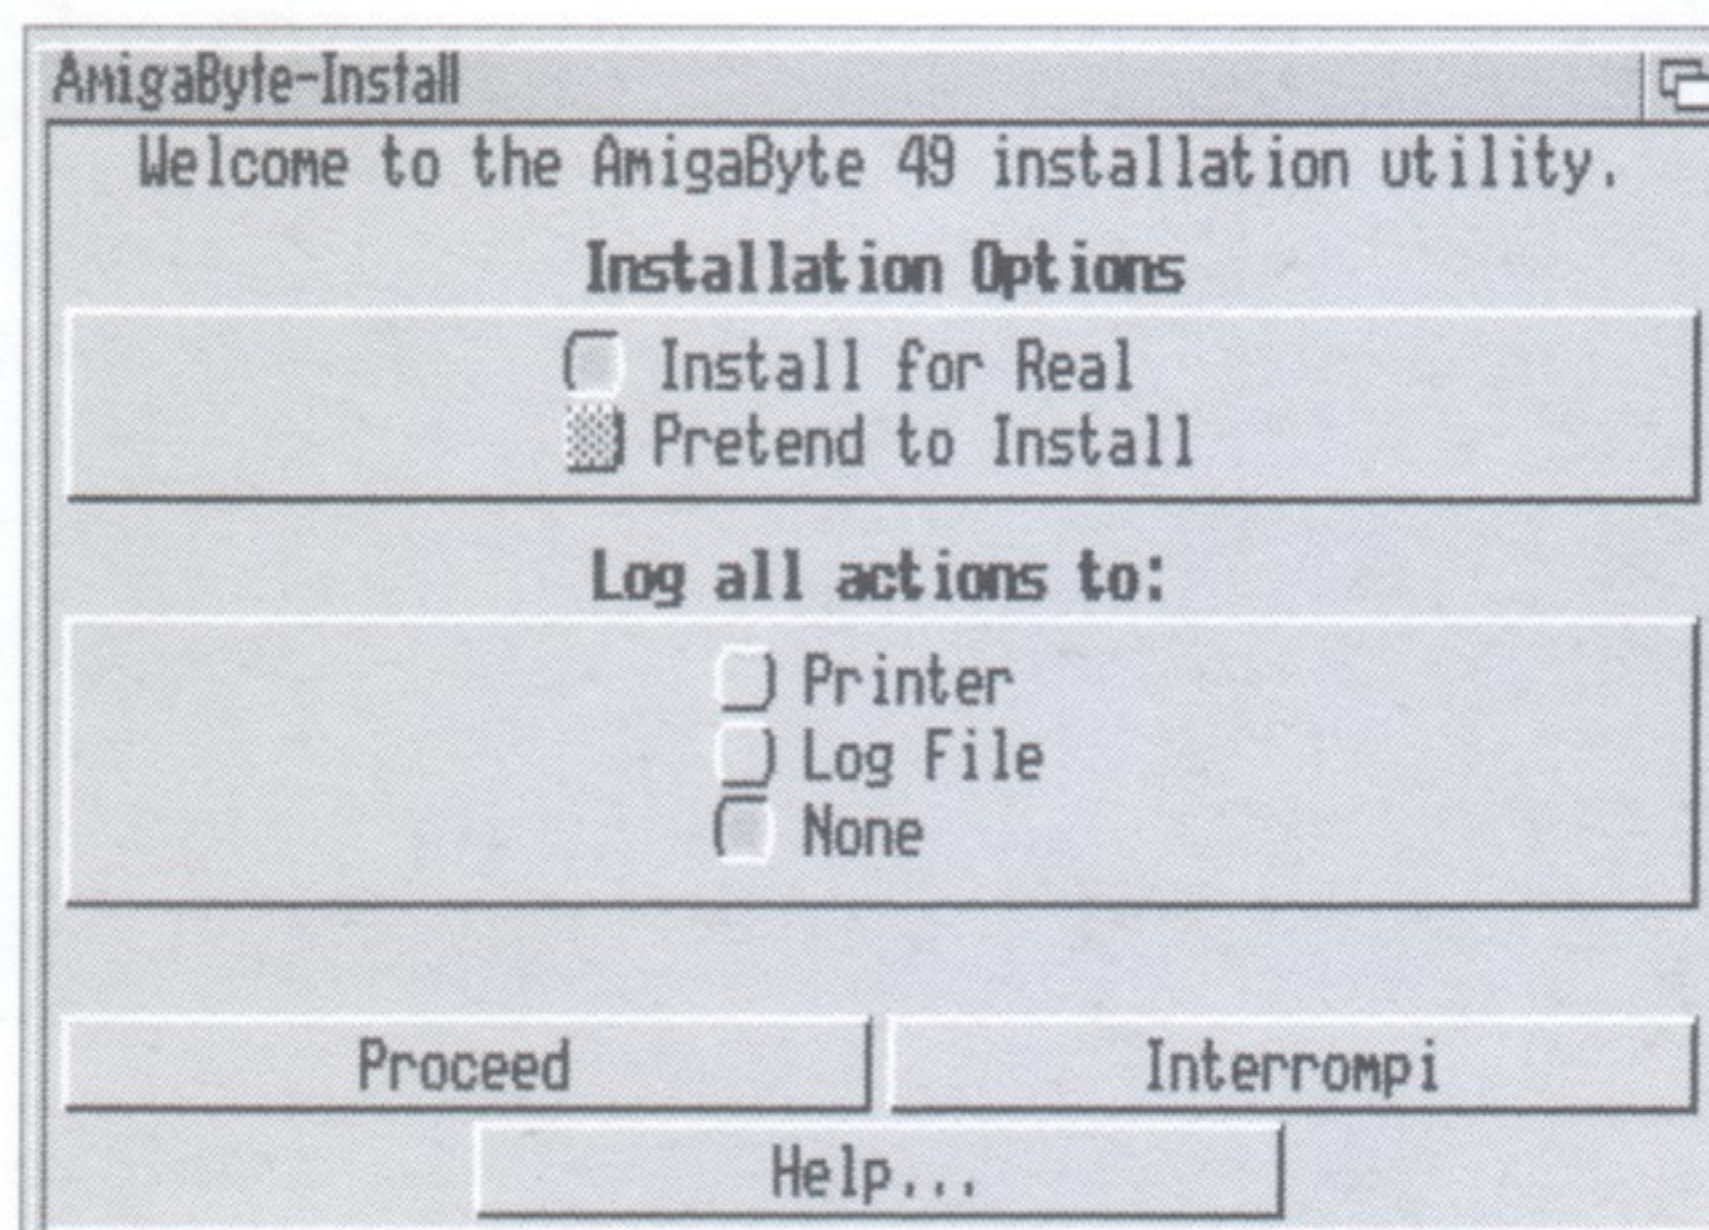 AmigaByte-Install
Welcome to the AmigaByte 49 installation utility.
Installation Options
Install for Real
Pretend to Install
Log all actions to:
Printer
Log File
None
Proceed
Interrompi
Help...